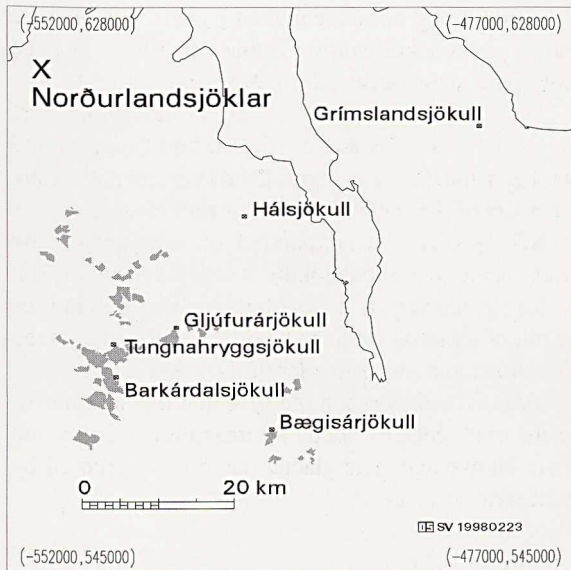 (-552000,628000) (-477000,628000)
X
Norðurlandsjöklar
Grímslandsjökull
Hálsjökull
Gljúfurárjökull
Tungnahryggsjökull
Barkárdalsjökull
Bægisárjökull
0 20 km
SV 19980223
(-552000,545000) (-477000,545000)